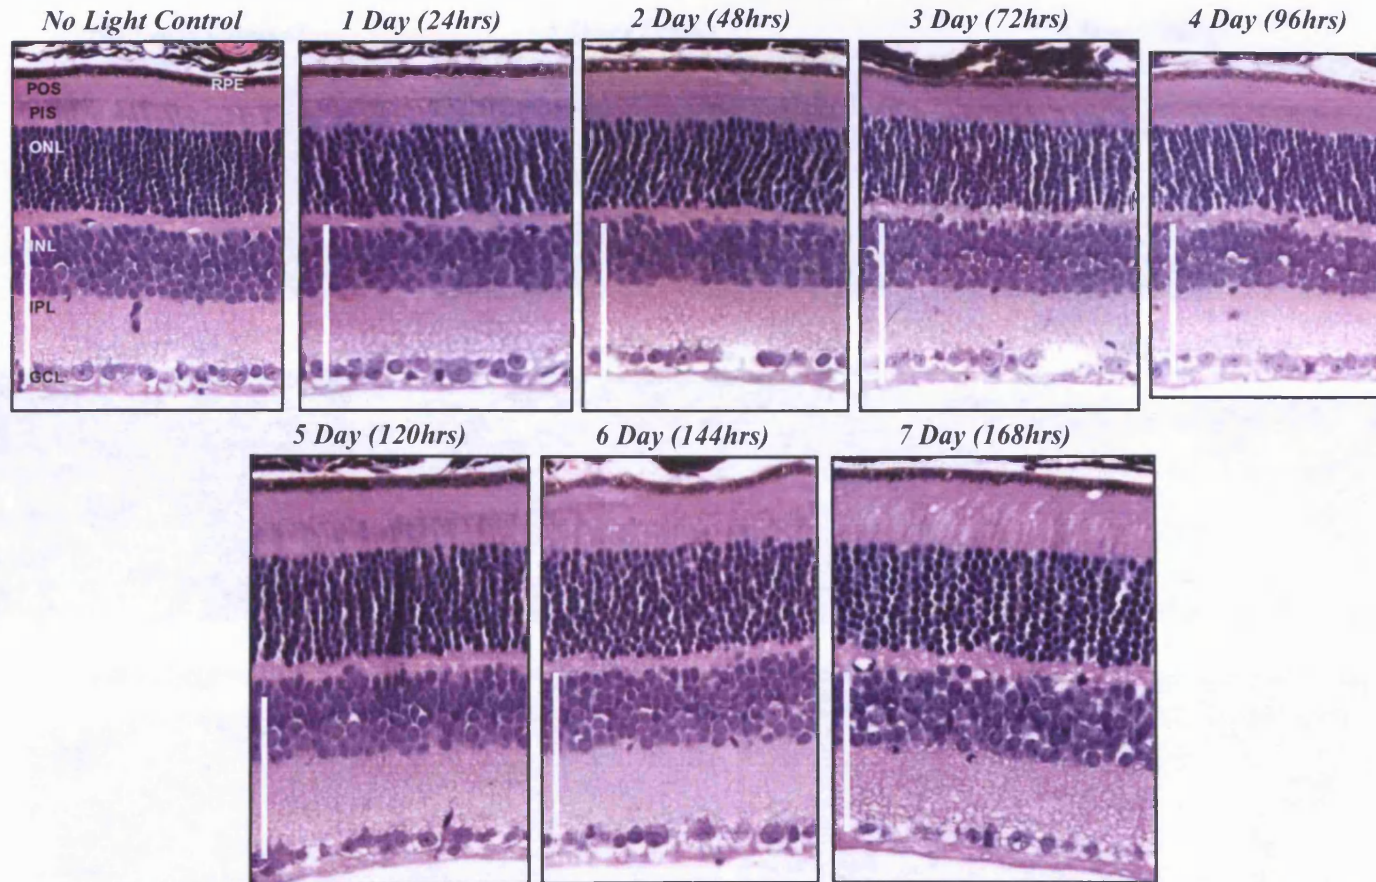 No Light Control
1 Day (24hrs)
2 Day (48hrs)
3 Day (72hrs)
4 Day (96hrs)
RPE
POS
PIS
ONL
INL
IPL
GCL
5 Day (120hrs)
6 Day (144hrs)
7 Day (168hrs)